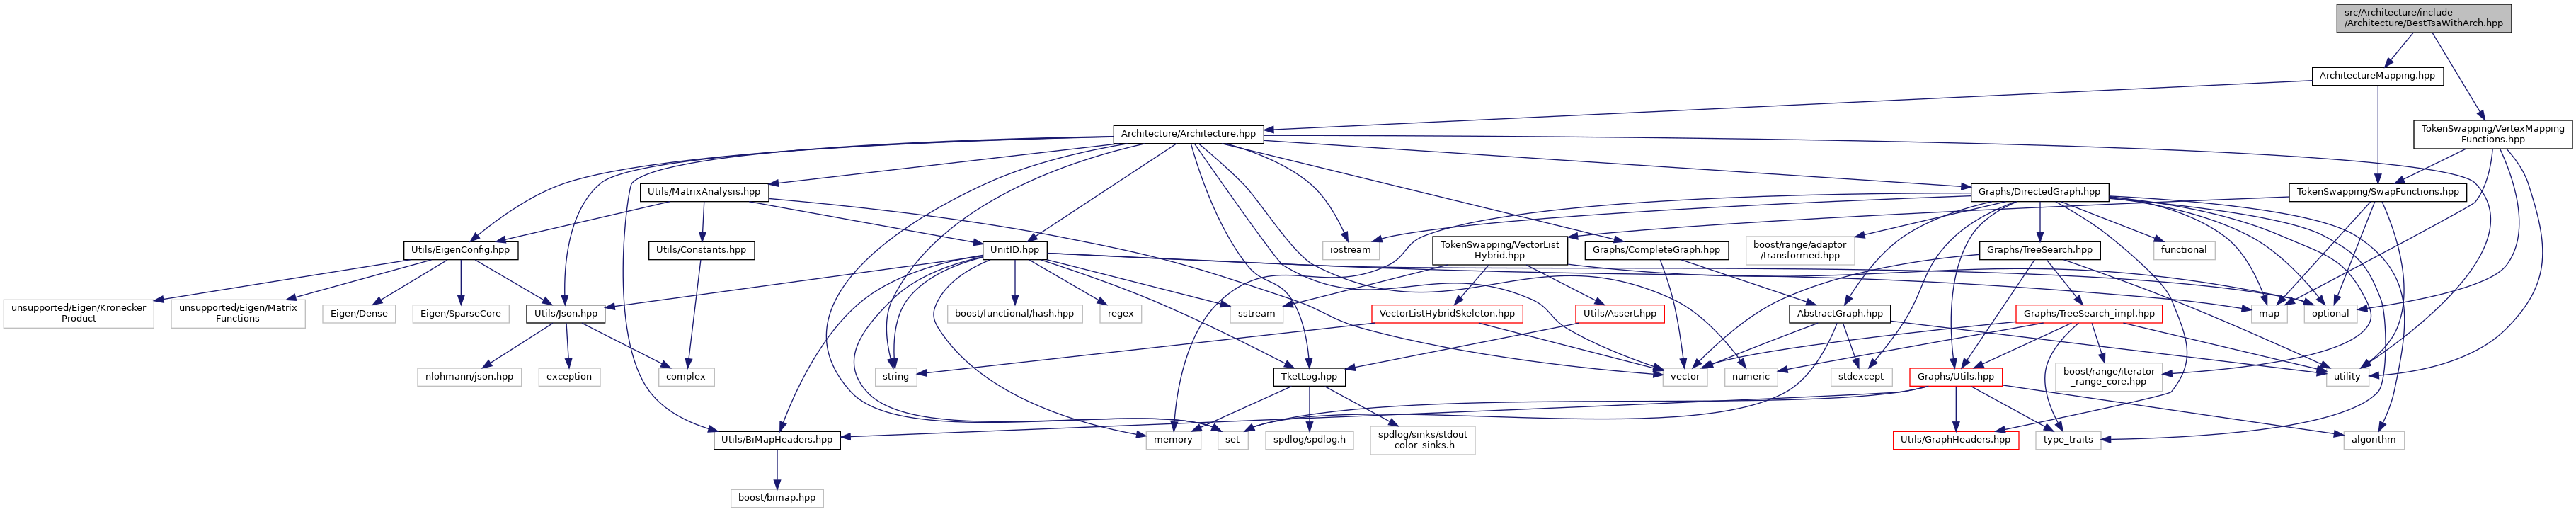 src/Architecture/include
/Architecture/BestTsaWithArch.hpp
ArchitectureMapping.hpp
Architecture/Architecture.hpp
TokenSwapping/VertexMapping
Functions.hpp
Utils/MatrixAnalysis.hpp
Graphs/DirectedGraph.hpp
TokenSwapping/SwapFunctions.hpp
Utils/EigenConfig.hpp
Utils/Constants.hpp
UnitID.hpp
iostream
Graphs/CompleteGraph.hpp
boost/range/adaptor
/transformed.hpp
TokenSwapping/VectorList
Hybrid.hpp
Graphs/TreeSearch.hpp
functional
unsupported/Eigen/Kronecker
Product
unsupported/Eigen/Matrix
Functions
Eigen/Dense
Eigen/SparseCore
Utils/Json.hpp
boost/functional/hash.hpp
regex
sstream
VectorListHybridSkeleton.hpp
Utils/Assert.hpp
AbstractGraph.hpp
Graphs/TreeSearch_impl.hpp
map
optional
nlohmann/json.hpp
exception
complex
string
TketLog.hpp
vector
numeric
stdexcept
Graphs/Utils.hpp
boost/range/iterator
_range_core.hpp
utility
Utils/BiMapHeaders.hpp
memory
set
spdlog/spdlog.h
spdlog/sinks/stdout
_color_sinks.h
Utils/GraphHeaders.hpp
type_traits
algorithm
boost/bimap.hpp